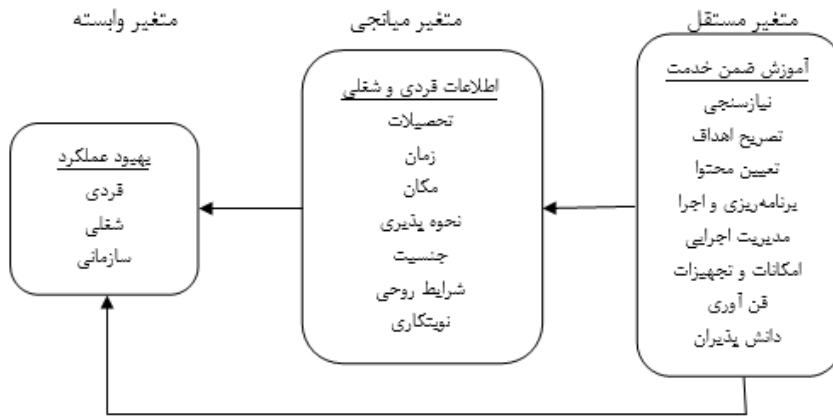 متغیر مستقل
آموزش ضمن خدمت
نیازسنجی
تصریح اهداف
تعیین محتوا
برنامه‌ریزی و اجرا
مدیریت اجرایی
امکانات و تجهیزات
فن آوری
دانش پذیران
متغیر میانجی
اطلاعات فردی و شغلی
تحصیلات
زمان
مکان
نحوه پذیری
جنسیت
شرایط روحی
نوبتکاری
متغیر وابسته
بهبود عملکرد
فردی
شغلی
سازمانی